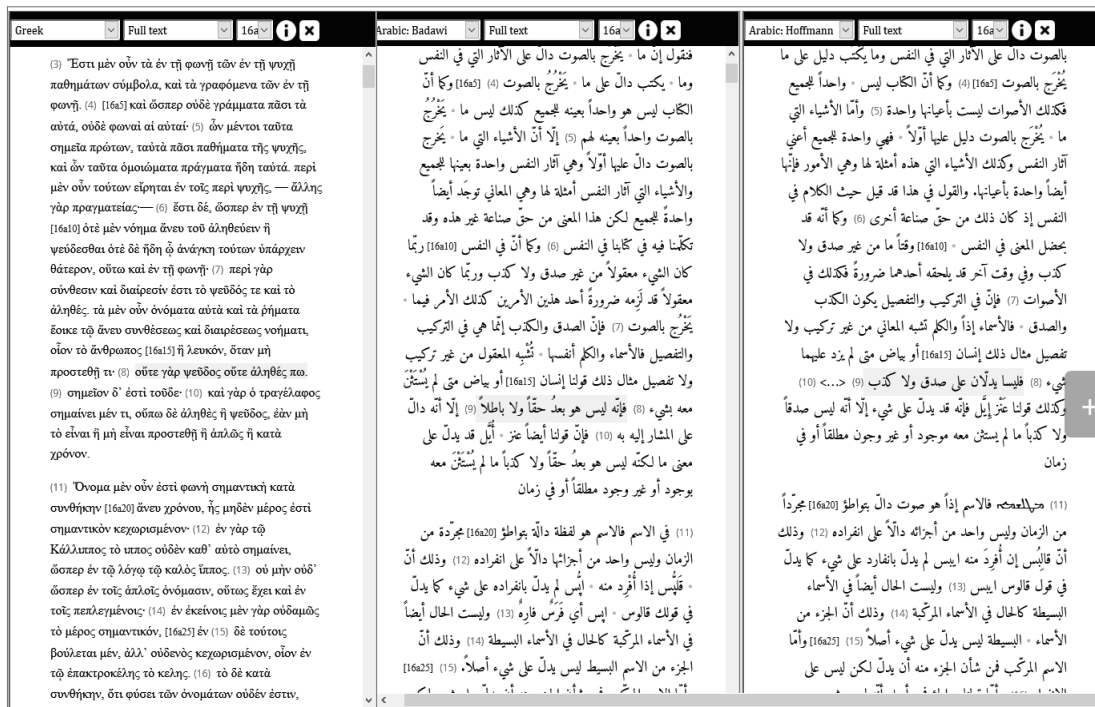 Greek Full text 16a
(3) Ἔστι μὲν οὖν τὰ ἐν τῇ φωνῇ τῶν ἐν τῇ ψυχῇ
παθημάτων σύμβολα, καὶ τὰ γραφόμενα τῶν ἐν τῇ
φωνῇ. (4) [16a5] καὶ ὥσπερ οὐδὲ γράμματα πᾶσι τὰ
αὐτά, οὐδὲ φωναὶ αἱ αὐταί· (5) ὧν μέντοι ταῦτα
σημεῖα πρώτων, ταὐτὰ πᾶσι παθήματα τῆς ψυχῆς,
καὶ ὧν ταῦτα ὁμοιώματα πράγματα ἤδη ταὐτά. περὶ
μὲν οὖν τούτων εἴρηται ἐν τοῖς περὶ ψυχῆς, — ἄλλης
γὰρ πραγματείας·— (6) ἔστι δέ, ὥσπερ ἐν τῇ ψυχῇ
[16a10] ὁτὲ μὲν νόημα ἄνευ τοῦ ἀληθεύειν ἢ
ψεύδεσθαι ὁτὲ δὲ ἤδη ᾧ ἀνάγκη τούτων ὑπάρχειν
θάτερον, οὕτω καὶ ἐν τῇ φωνῇ· (7) περὶ γὰρ
σύνθεσιν καὶ διαίρεσίν ἐστι τὸ ψεῦδός τε καὶ τὸ
ἀληθές. τὰ μὲν οὖν ὀνόματα αὐτὰ καὶ τὰ ῥήματα
ἔοικε τῷ ἄνευ συνθέσεως καὶ διαιρέσεως νοήματι,
οἷον τὸ ἄνθρωπος [16a15] ἢ λευκόν, ὅταν μὴ
προστεθῇ τι· (8) οὔτε γὰρ ψεῦδος οὔτε ἀληθές πω.
(9) σημεῖον δ᾽ ἐστὶ τοῦδε· (10) καὶ γὰρ ὁ τραγέλαφος
σημαίνει μέν τι, οὔπω δὲ ἀληθὲς ἢ ψεῦδος, ἐὰν μὴ
τὸ εἶναι ἢ μὴ εἶναι προστεθῇ ἢ ἁπλῶς ἢ κατὰ
χρόνον.
(11) Ὄνομα μὲν οὖν ἐστὶ φωνὴ σημαντικὴ κατὰ
συνθήκην [16a20] ἄνευ χρόνου, ἧς μηδὲν μέρος ἐστὶ
σημαντικὸν κεχωρισμένον· (12) ἐν γὰρ τῷ
Κάλλιππος τὸ ιππος οὐδὲν καθ᾽ αὑτὸ σημαίνει,
ὥσπερ ἐν τῷ λόγῳ τῷ καλὸς ἵππος. (13) οὐ μὴν οὐδ᾽
ὥσπερ ἐν τοῖς ἁπλοῖς ὀνόμασιν, οὕτως ἔχει καὶ ἐν
τοῖς πεπλεγμένοις· (14) ἐν ἐκείνοις μὲν γὰρ οὐδαμῶς
τὸ μέρος σημαντικόν, [16a25] ἐν (15) δὲ τούτοις
βούλεται μέν, ἀλλ᾽ οὐδενὸς κεχωρισμένον, οἷον ἐν
τῷ ἐπακτροκέλης τὸ κελης. (16) τὸ δὲ κατὰ
συνθήκην, ὅτι φύσει τῶν ὀνομάτων οὐδέν ἐστιν,
Arabic: Badawi Full text 16a
فنقول إنّ ما ◦ يَخْرُج بالصوت دالّ على الآثار التي في النفس
وما ◦ يكتب دالّ على ما ◦ يَخْرُجُ بالصوت (4) [16a5] وكما أنّ
الكتاب ليس هو واحداً بعينه للجميع كذلك ليس ما ◦ يَخْرُجُ
بالصوت واحداً بعينه لهم (5) إلّا أنّ الأشياء التي ما ◦ يَخرج
بالصوت دالّ عليها أوّلاً وهي آثار النفس واحدة بعينها للجميع
والأشياء التي آثار النفس أمثلة لها وهي المعاني توجَد أيضاً
واحدةً للجميع لكن هذا المعنى من حقّ صناعة غير هذه وقد
تكلّمنا فيه في كتابنا في النفس (6) وكما أنّ في النفس [16a10] ربّما
كان الشيء معقولاً من غير صدق ولا كذب وربّما كان الشيء
معقولاً قد لَزِمه ضرورةً أحد هذين الأمرين كذلك الأمر فيما ◦
يَخْرُج بالصوت (7) فإنّ الصدق والكذب إنّما هي في التركيب
والتفصيل فالأسماء والكلم أنفسها ◦ تُشْبِه المعقول من غير تركيب
ولا تفصيل مثال ذلك قولنا إنسان [16a15] أو بياض متى لم يُسْتَثْنَ
معه بشيء (8) فإنّه ليس هو بعدُ حقّاً ولا باطلاً (9) إلّا أنّه دالّ
على المشار إليه به (10) فإنّ قولنا أيضاً عنز ◦ أُيَّل قد يدلّ على
معنى ما لكنّه ليس هو بعدُ حقّاً ولا كذباً ما لم يُسْتَثْنَ معه
بوجود أو غير وجود مطلقاً أو في زمان
(11) في الاسم فالاسم هو لفظة دالّة بتواطؤ [16a20] مجرّدة من
الزمان وليس واحد من أجزائها دالّاً على انفراده (12) وذلك أنّ
◦ قَلِبُّس إذا أُفْرِد منه ◦ اِبُّس لم يدلّ بانفراده على شيء كما يدلّ
في قولك قالوس ◦ اِبس أي فَرَسٌ فارِهٌ (13) وليست الحال أيضاً
في الأسماء المركّبة كالحال في الأسماء البسيطة (14) وذلك أنّ
الجزء من الاسم البسيط ليس يدلّ على شيء أصلاً. (15) [16a25]
Arabic: Hoffmann Full text 16a
بالصوت دالّ على الآثار التي في النفس وما يكتب دليل على ما
يُخْرَج بالصوت [16a5] (4) وكما أنّ الكتاب ليس ◦ واحداً للجميع
فكذلك الأصوات ليست بأعيانها واحدة (5) وأمّا الأشياء التي
ما ◦ يُخْرَج بالصوت دليل عليها أوّلاً ◦ فهي واحدة للجميع أعني
آثار النفس وكذلك الأشياء التي هذه أمثلة لها وهي الأمور فإنّها
أيضاً واحدة بأعيانها. والقول في هذا قد قيل حيث الكلام في
النفس إذ كان ذلك من حقّ صناعة أخرى (6) وكما أنّه قد
المعنى في النفس ◦ [16a10] وقتاً ما من غير صدق ولا
كذب وفي وقت آخر قد يلحقه أحدهما ضرورةً فكذلك في
الأصوات (7) فإنّ في التركيب والتفصيل يكون الكذب
والصدق ◦ فالأسماء إذاً والكلم تشبه المعاني من غير تركيب ولا
تفصيل مثال ذلك إنسان [16a15] أو بياض متى لم يزد عليهما
شيء (8) فليسا يدلّان على صدق ولا كذب (9) <...> (10)
وكذلك قولنا عَنْز إيَّل فإنّه قد يدلّ على شيء إلّا أنّه ليس صدقاً
ولا كذباً ما لم يستثن معه موجود أو غير وجون مطلقاً أو في
زمان
(11) فالاسم إذاً هو صوت دالّ بتواطؤ [16a20] مجرّداً
من الزمان وليس واحد من أجزائه دالّاً على انفراده (12) وذلك
أنّ قالِبُس إن أُفرِدَ منه ايبس لم يدلّ بانفارد على شيء كما يدلّ
في قول قالوس ايبس (13) وليست الحال أيضاً في الأسماء
البسيطة كالحال في الأسماء المركّبة (14) وذلك أنّ الجزء من
الأسماء ◦ البسيطة ليس يدلّ على شيء أصلاً (15) [16a25] وأمّا
الاسم المركّب فمن شأن الجزء منه أن يدلّ لكن ليس على